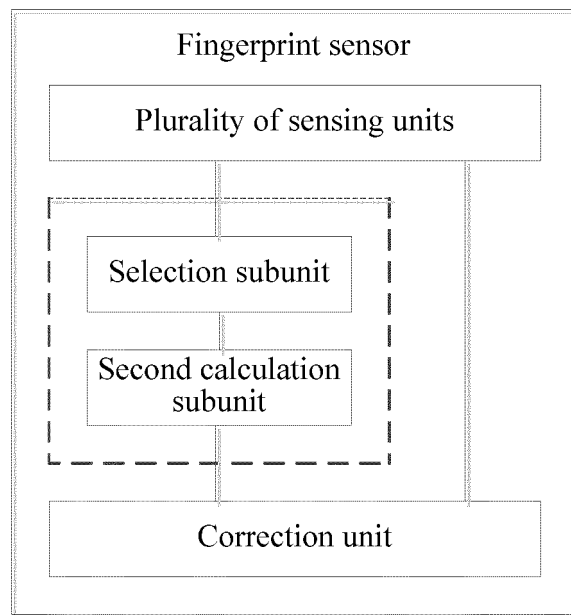 Fingerprint sensor
Plurality of sensing units
Selection subunit
Second calculation
subunit
Correction unit